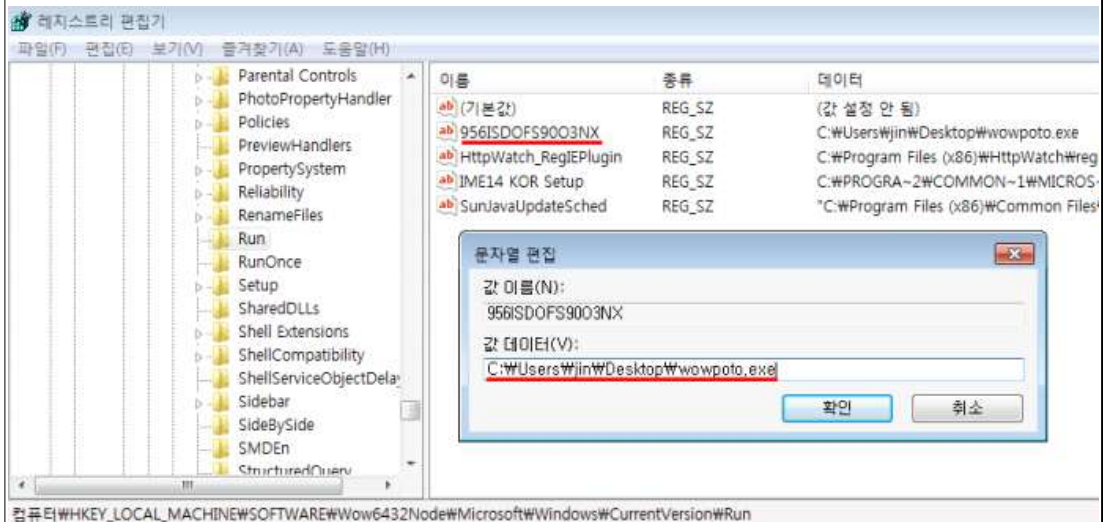 레지스트리 편집기
파일(F) 편집(E) 보기(V) 즐겨찾기(A) 도움말(H)
Parental Controls
PhotoPropertyHandler
Policies
PreviewHandlers
PropertySystem
Reliability
RenameFiles
Run
RunOnce
Setup
SharedDLLs
Shell Extensions
ShellCompatibility
ShellServiceObjectDelay
Sidebar
SideBySide
SMDEn
StructuredQuery
이름 종류 데이터
(기본값) REG_SZ (값 설정 안 됨)
956ISDOFS90O3NX REG_SZ C:₩Users₩jin₩Desktop₩wowpoto.exe
HttpWatch_RegIEPlugin REG_SZ C:₩Program Files (x86)₩HttpWatch₩reg
IME14 KOR Setup REG_SZ C:₩PROGRA~2₩COMMON~1₩MICROS~
SunJavaUpdateSched REG_SZ "C:₩Program Files (x86)₩Common Files₩
문자열 편집
값 이름(N):
956ISDOFS90O3NX
값 데이터(V):
C:₩Users₩jin₩Desktop₩wowpoto.exe
확인 취소
컴퓨터₩HKEY_LOCAL_MACHINE₩SOFTWARE₩Wow6432Node₩Microsoft₩Windows₩CurrentVersion₩Run